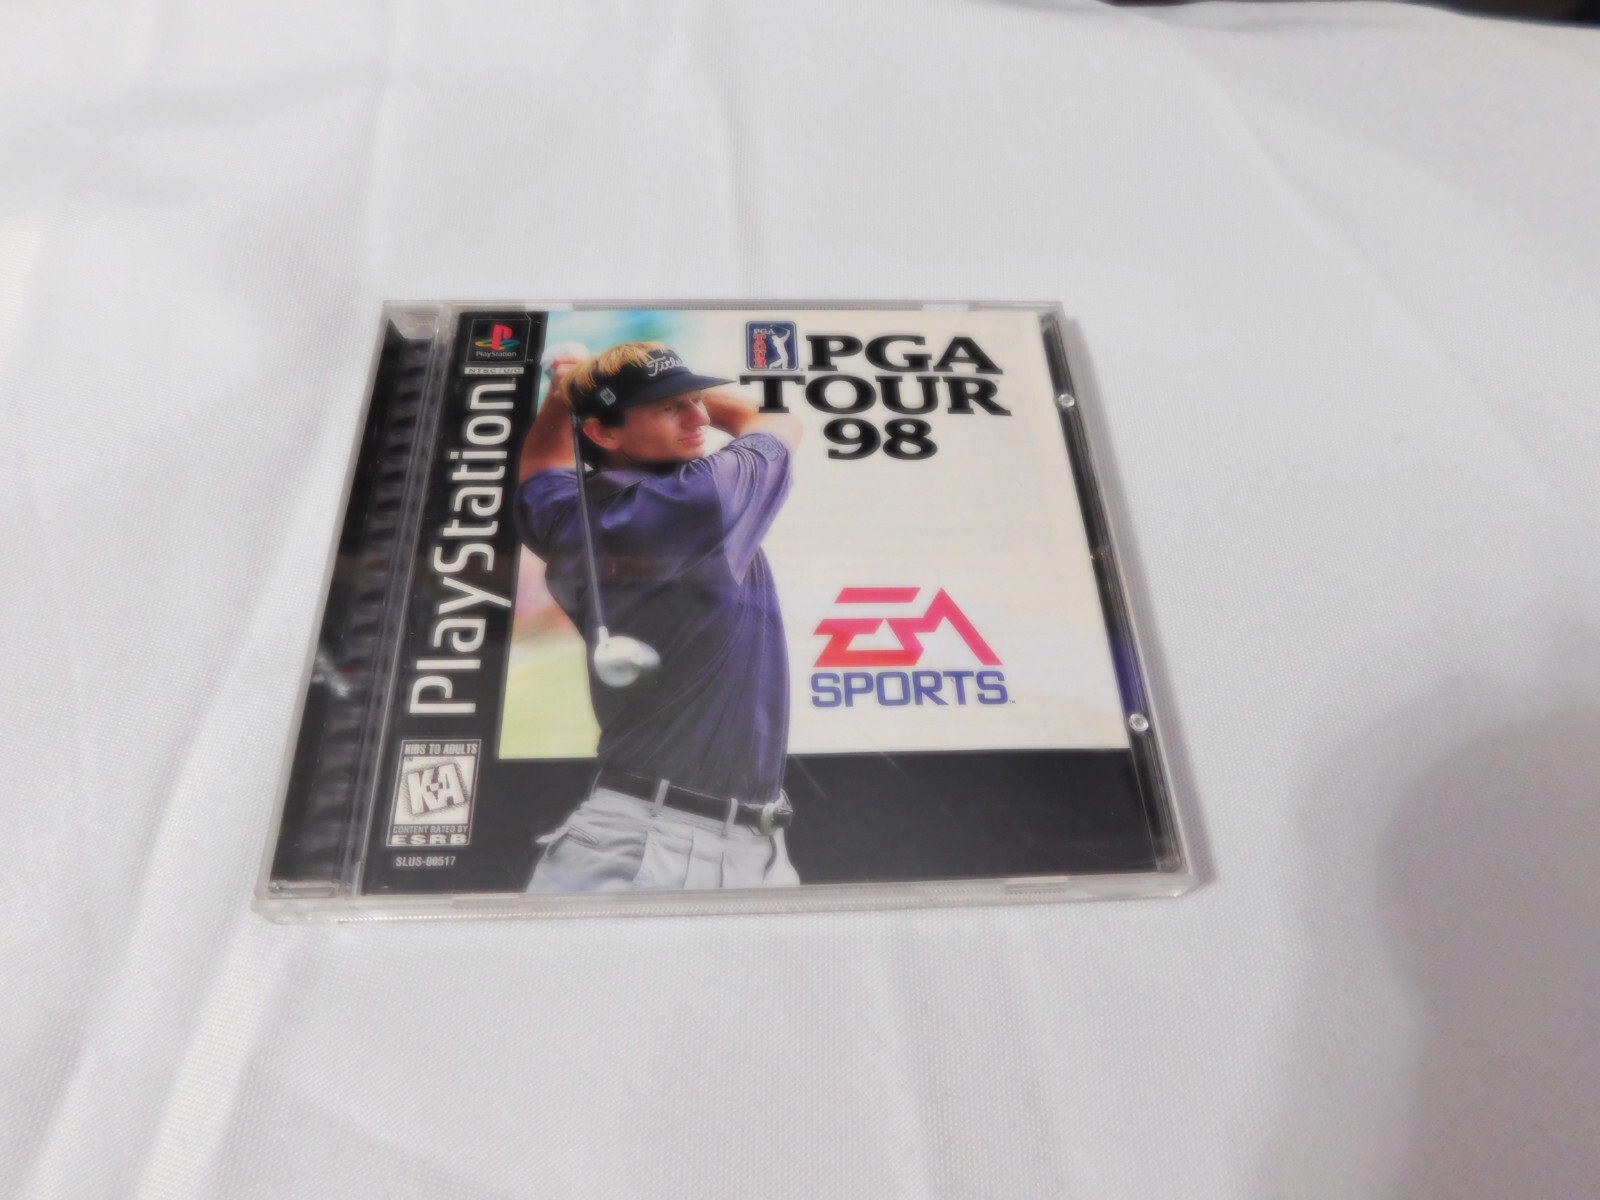 PlayStation
NTSC U/C
PlayStation
PGA
TOUR
PGA
TOUR
98
Titleist
EA
SPORTS
KIDS TO ADULTS
K-A
CONTENT RATED BY
ESRB
SLUS-00517